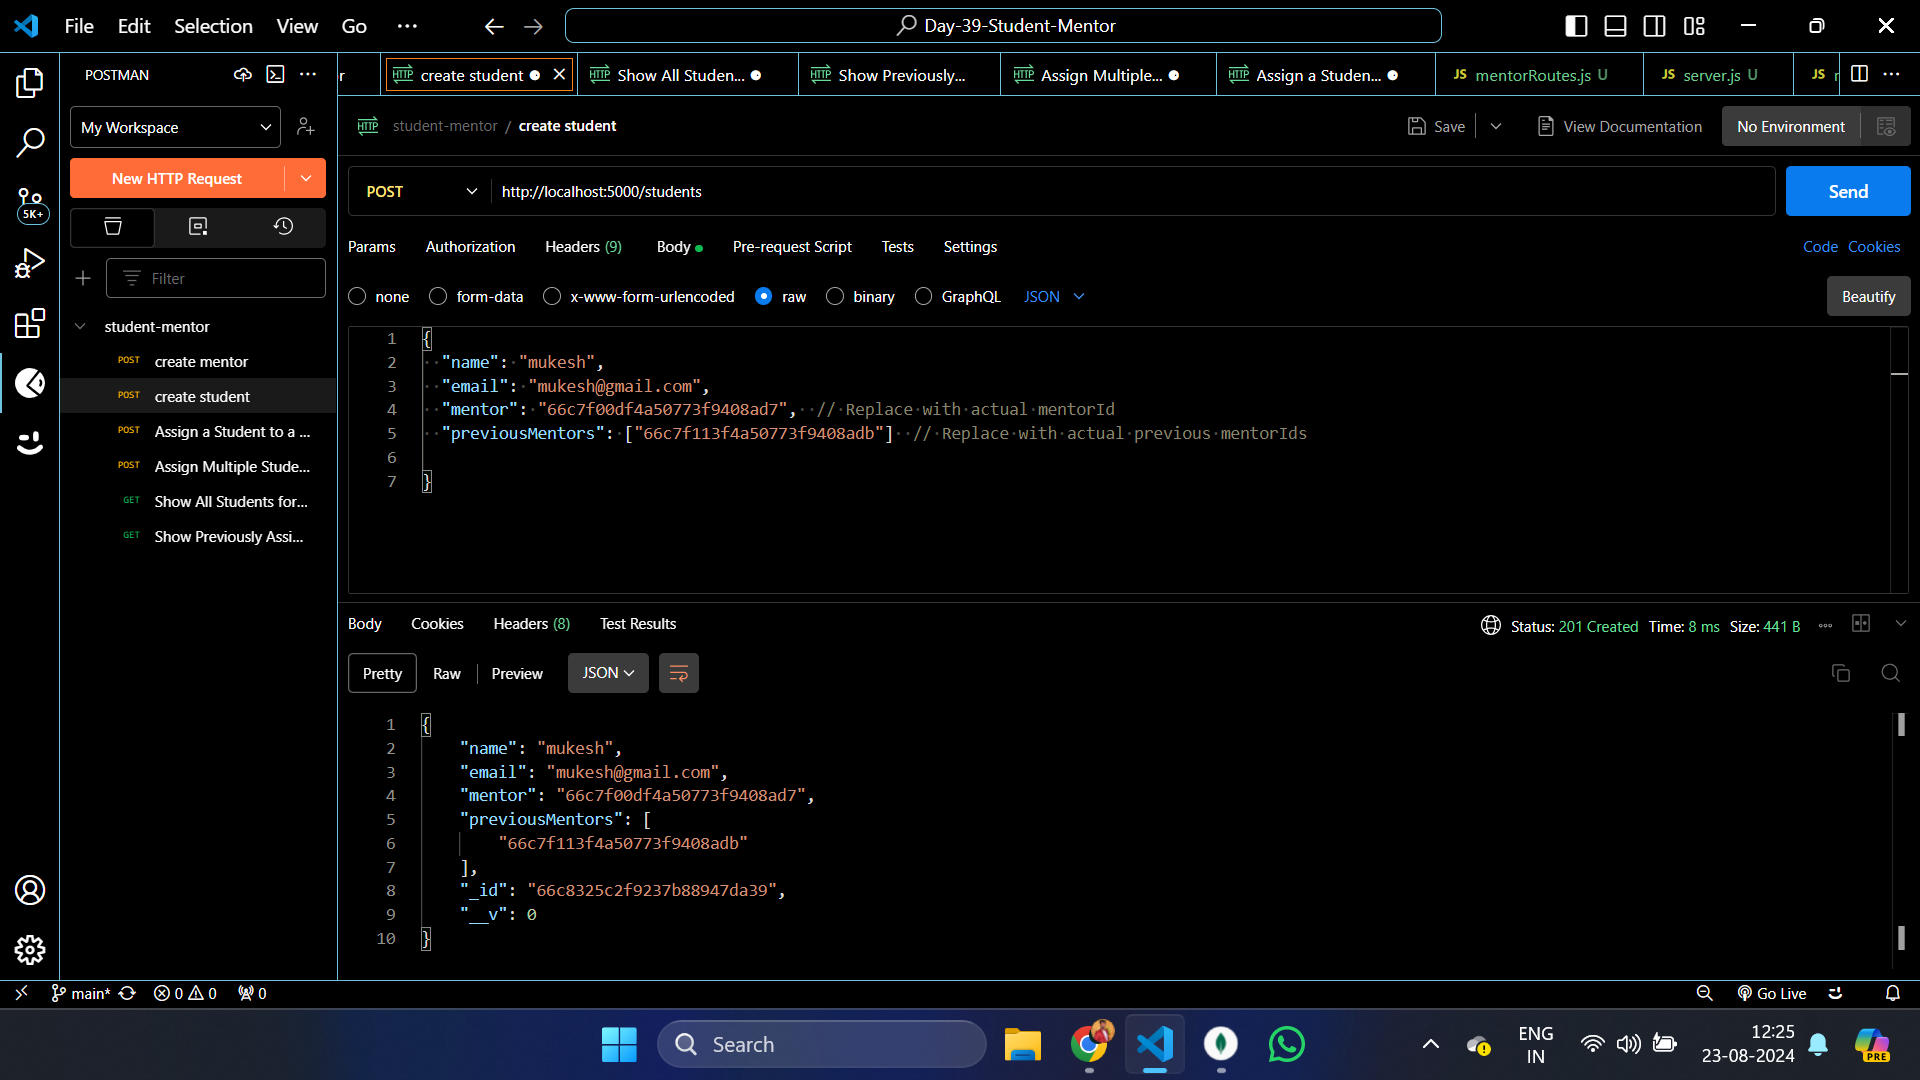 File Edit Selection View Go ···
Day-39-Student-Mentor
POSTMAN
r
HTTP create student
HTTP Show All Studen...
HTTP Show Previously...
HTTP Assign Multiple...
HTTP Assign a Studen...
JS mentorRoutes.js U
JS server.js U
JS
My Workspace
HTTP student-mentor / create student
Save
View Documentation
No Environment
New HTTP Request
POST
http://localhost:5000/students
Send
5K+
Params Authorization Headers (9) Body Pre-request Script Tests Settings
Code Cookies
Filter
none form-data x-www-form-urlencoded raw binary GraphQL JSON
Beautify
student-mentor
POST create mentor
POST create student
POST Assign a Student to a ...
POST Assign Multiple Stude...
GET Show All Students for...
GET Show Previously Assi...
1 {
2 "name": "mukesh",
3 "email": "mukesh@gmail.com",
4 "mentor": "66c7f00df4a50773f9408ad7", // Replace with actual mentorId
5 "previousMentors": ["66c7f113f4a50773f9408adb"] // Replace with actual previous mentorIds
6
7 }
Body Cookies Headers (8) Test Results
Status: 201 Created Time: 8 ms Size: 441 B
Pretty Raw Preview JSON
1 {
2 "name": "mukesh",
3 "email": "mukesh@gmail.com",
4 "mentor": "66c7f00df4a50773f9408ad7",
5 "previousMentors": [
6 "66c7f113f4a50773f9408adb"
7 ],
8 "_id": "66c8325c2f9237b88947da39",
9 "__v": 0
10 }
main* 0 0 0
Go Live
Search
ENG
IN
12:25
23-08-2024
PRE